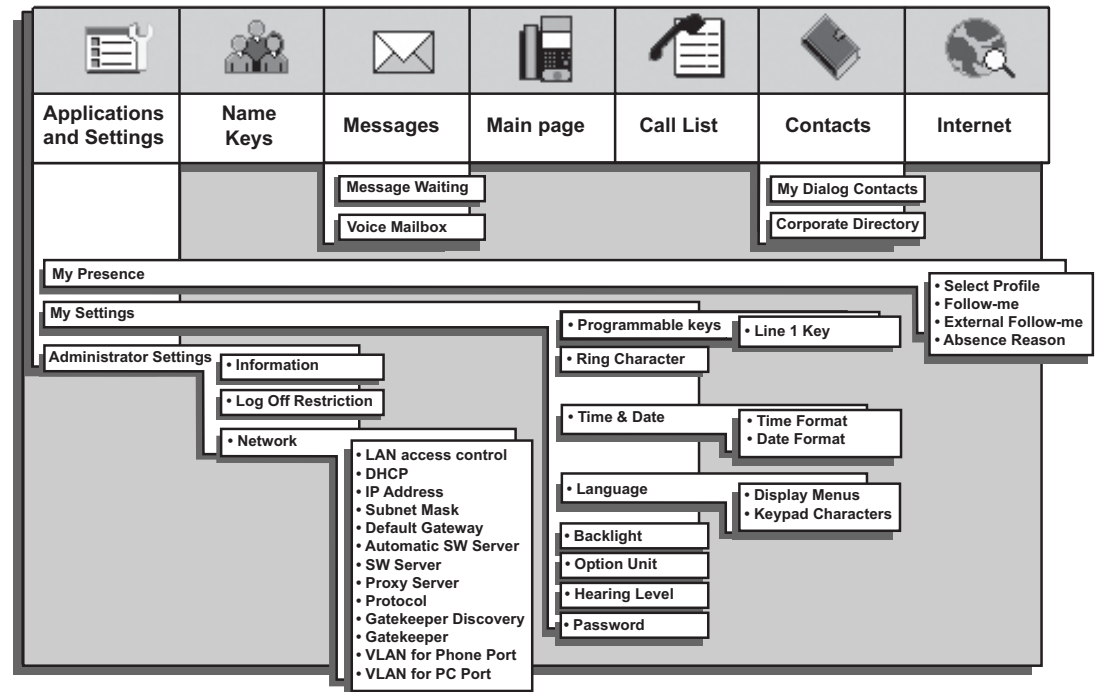 Applications
and Settings
Name
Keys
Messages
Main page
Call List
Contacts
Internet
Message Waiting
Voice Mailbox
My Dialog Contacts
Corporate Directory
My Presence
• Select Profile
• Follow-me
• External Follow-me
• Absence Reason
My Settings
• Programmable keys
• Line 1 Key
• Ring Character
• Time & Date
• Time Format
• Date Format
• Language
• Display Menus
• Keypad Characters
• Backlight
• Option Unit
• Hearing Level
• Password
Administrator Settings
• Information
• Log Off Restriction
• Network
• LAN access control
• DHCP
• IP Address
• Subnet Mask
• Default Gateway
• Automatic SW Server
• SW Server
• Proxy Server
• Protocol
• Gatekeeper Discovery
• Gatekeeper
• VLAN for Phone Port
• VLAN for PC Port